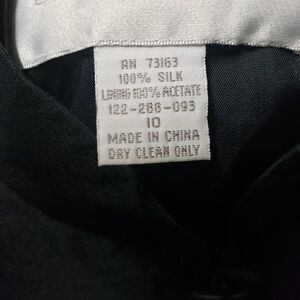 RN 73163
100% SILK
LINING 100% ACETATE
122-288-093
10
MADE IN CHINA
DRY CLEAN ONLY